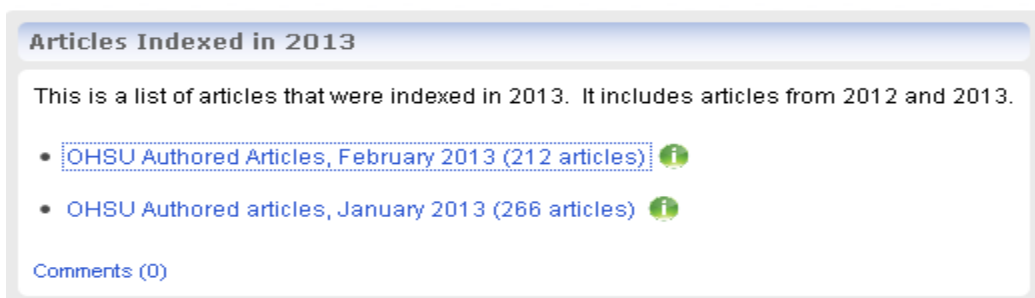 Articles Indexed in 2013
This is a list of articles that were indexed in 2013.  It includes articles from 2012 and 2013.
OHSU Authored Articles, February 2013 (212 articles)
OHSU Authored articles, January 2013 (266 articles)
Comments (0)